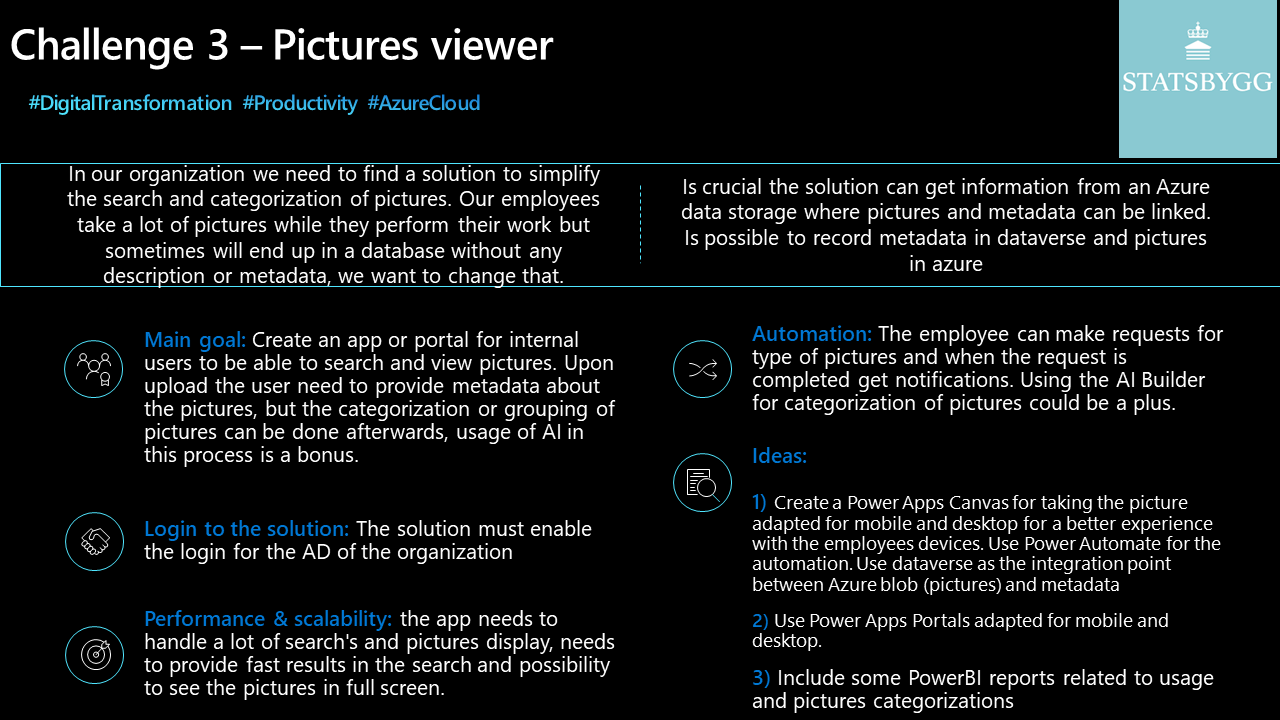 Challenge 3 – Pictures viewer
#DigitalTransformation #Productivity #AzureCloud
STATSBYGG
In our organization we need to find a solution to simplify
the search and categorization of pictures. Our employees
take a lot of pictures while they perform their work but
sometimes will end up in a database without any
description or metadata, we want to change that.
Is crucial the solution can get information from an Azure
data storage where pictures and metadata can be linked.
Is possible to record metadata in dataverse and pictures
in azure
Main goal: Create an app or portal for internal
users to be able to search and view pictures. Upon
upload the user need to provide metadata about
the pictures, but the categorization or grouping of
pictures can be done afterwards, usage of AI in
this process is a bonus.
Login to the solution: The solution must enable
the login for the AD of the organization
Performance & scalability: the app needs to
handle a lot of search's and pictures display, needs
to provide fast results in the search and possibility
to see the pictures in full screen.
Automation: The employee can make requests for
type of pictures and when the request is
completed get notifications. Using the AI Builder
for categorization of pictures could be a plus.
Ideas:
1) Create a Power Apps Canvas for taking the picture
adapted for mobile and desktop for a better experience
with the employees devices. Use Power Automate for the
automation. Use dataverse as the integration point
between Azure blob (pictures) and metadata
2) Use Power Apps Portals adapted for mobile and
desktop.
3) Include some PowerBI reports related to usage
and pictures categorizations